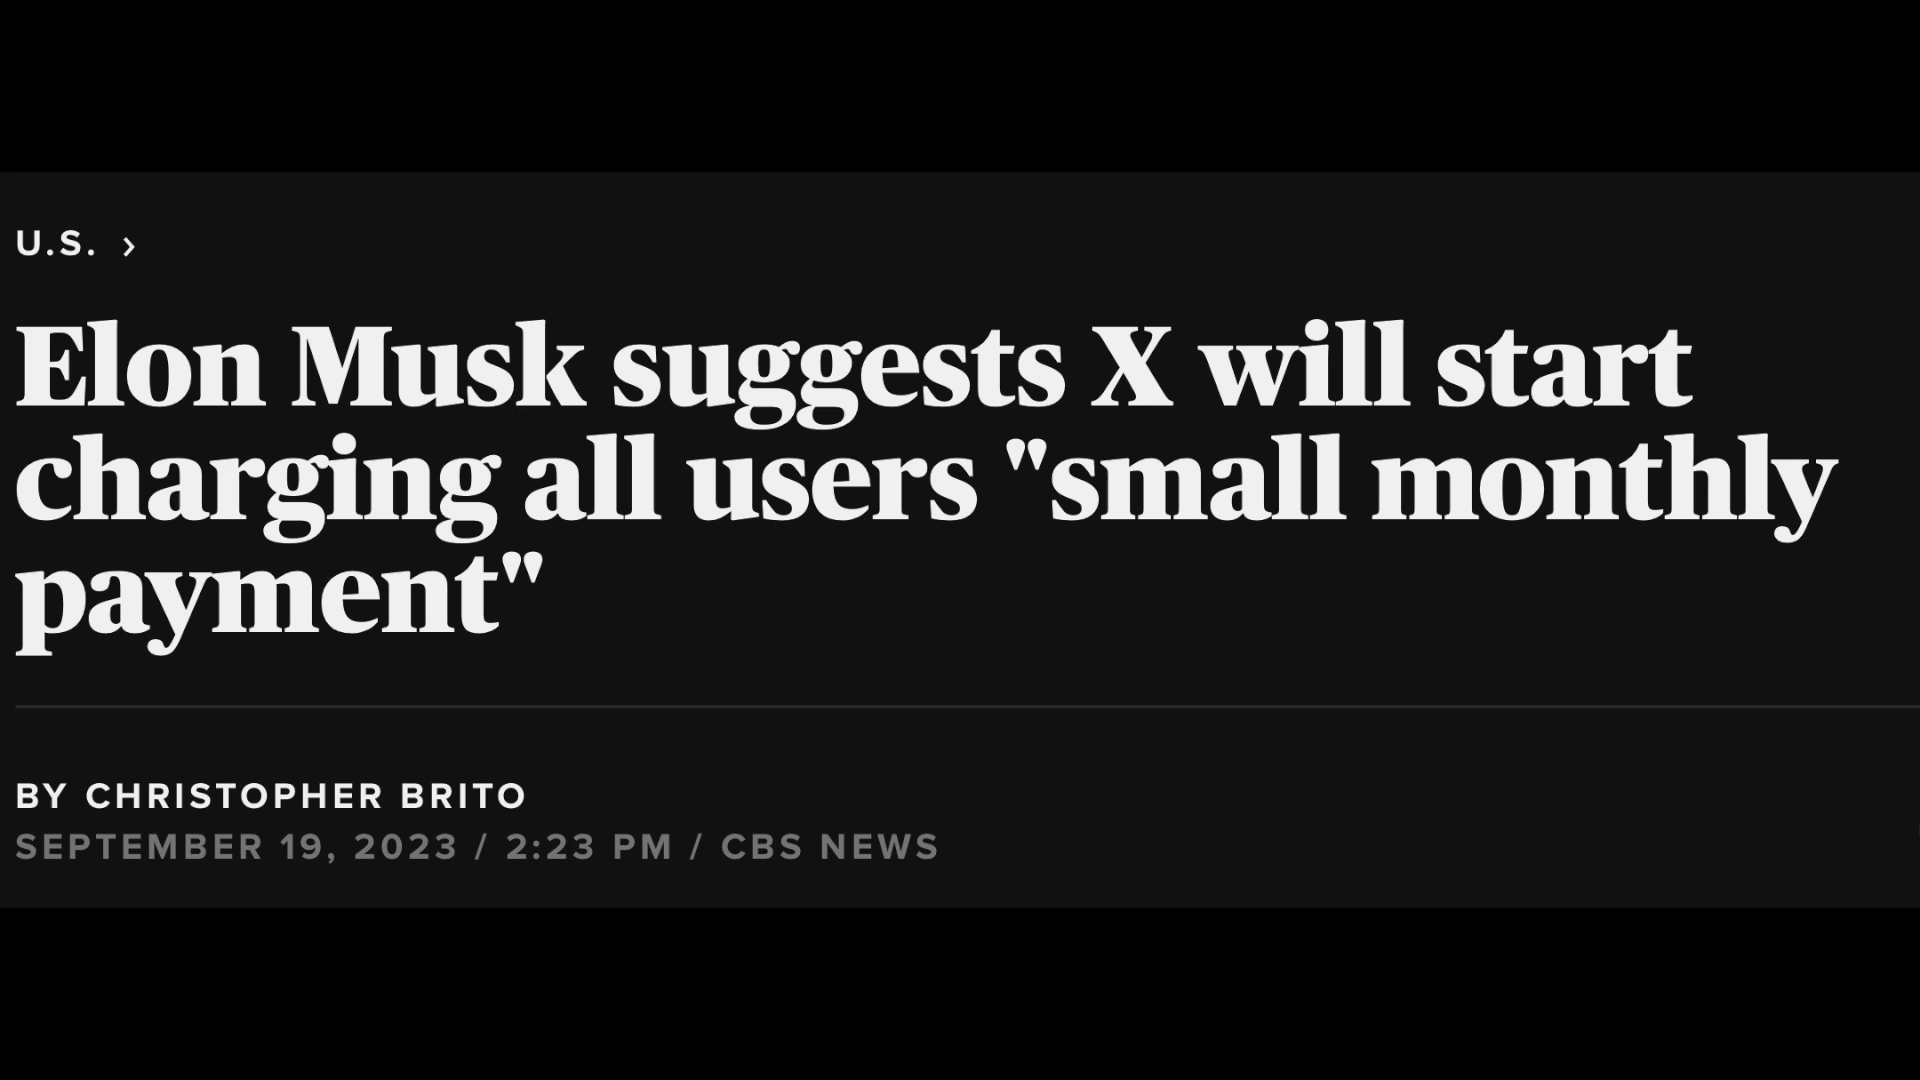 U.S. ›
Elon Musk suggests X will start
charging all users "small monthly
payment"
BY CHRISTOPHER BRITO
SEPTEMBER 19, 2023 / 2:23 PM / CBS NEWS